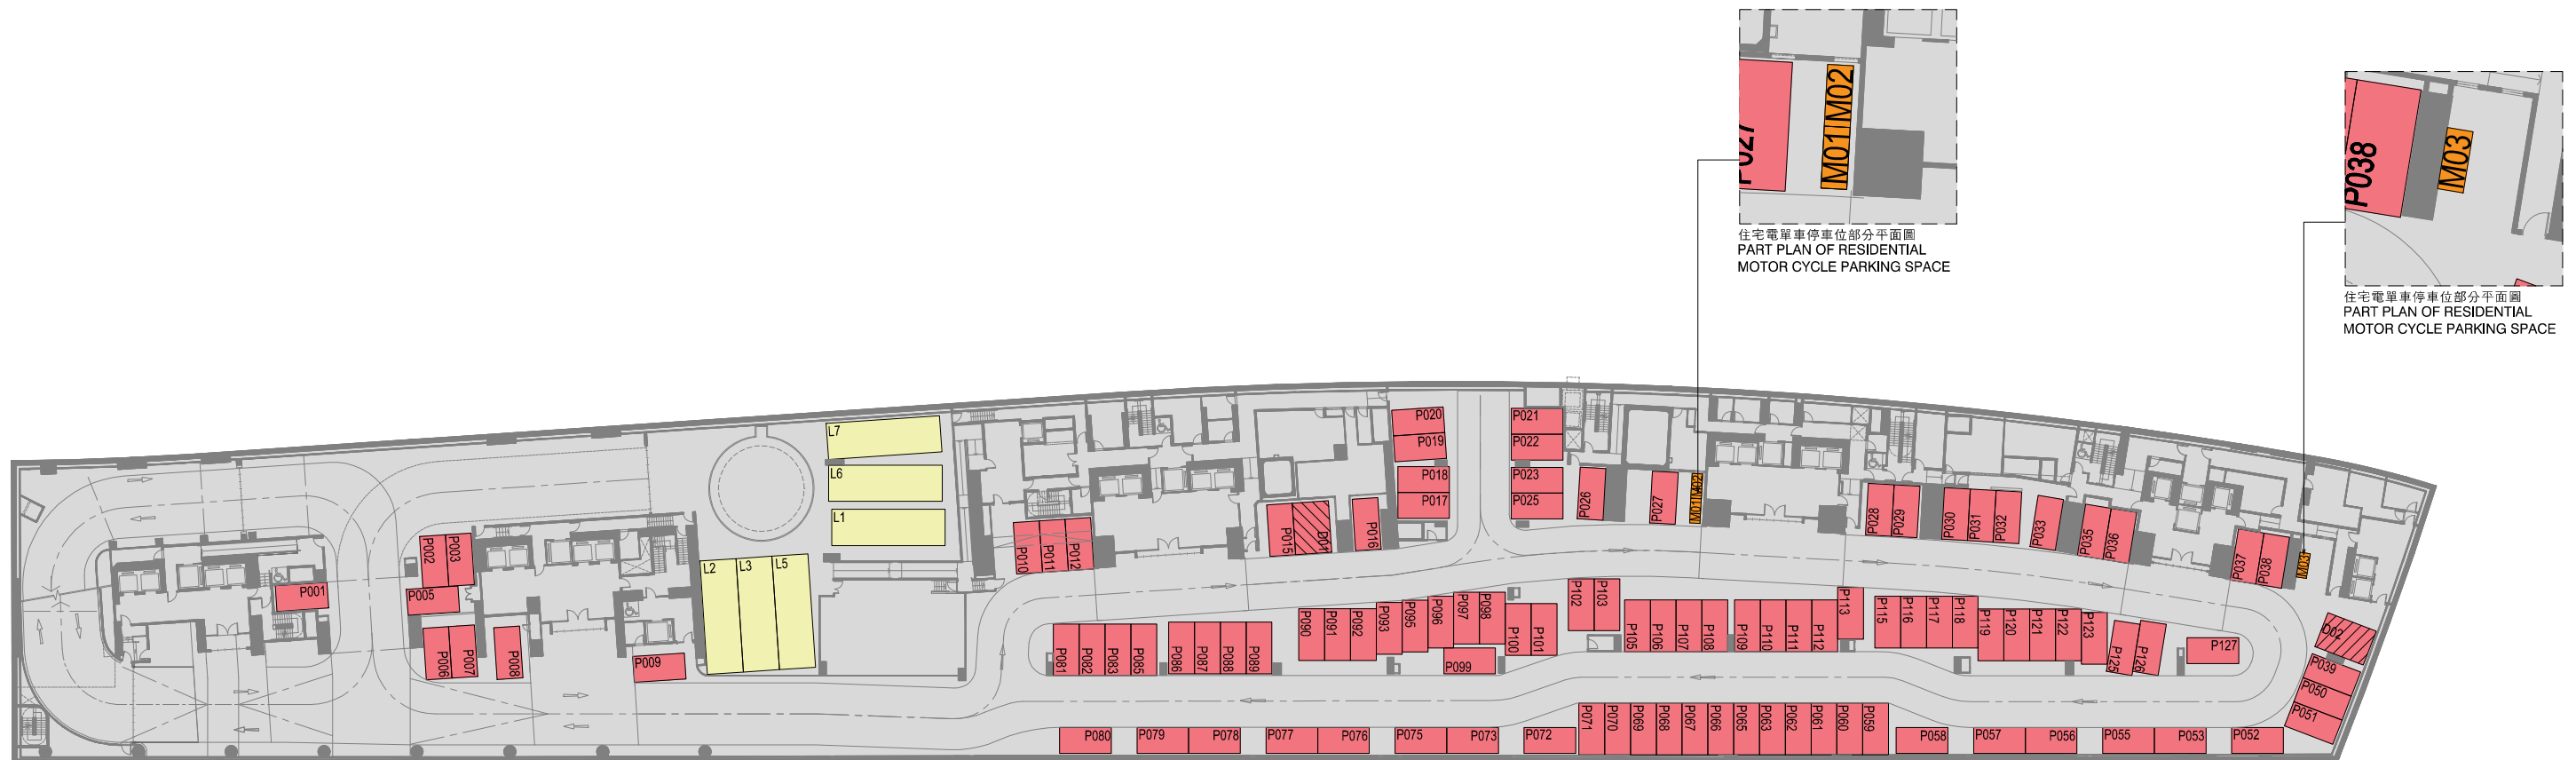 P027
M01 M02
住宅電單車停車位部分平面圖
PART PLAN OF RESIDENTIAL
MOTOR CYCLE PARKING SPACE
P038
M03
住宅電單車停車位部分平面圖
PART PLAN OF RESIDENTIAL
MOTOR CYCLE PARKING SPACE
L7
L6
L1
L2 L3 L5
P001
P002 P003
P005
P006 P007 P008
P009
P010 P011 P012
P015 D01 P016
P020
P019
P018
P017
P021
P022
P023
P025
P026 P027 M01 M02
P028 P029 P030 P031 P032 P033 P035 P036
P037 P038 M03
P081 P082 P083 P085 P086 P087 P088 P089
P090 P091 P092 P093 P095 P096 P097 P098 P100 P101
P099
P102 P103
P105 P106 P107 P108 P109 P110 P111 P112 P113
P115 P116 P117 P118 P119 P120 P121 P122 P123 P125 P126
P127
D02
P039
P050
P051
P080 P079 P078 P077 P076 P075 P073 P072
P071 P070 P069 P068 P067 P066 P065 P063 P062 P061 P060 P059
P058 P057 P056 P055 P053 P052